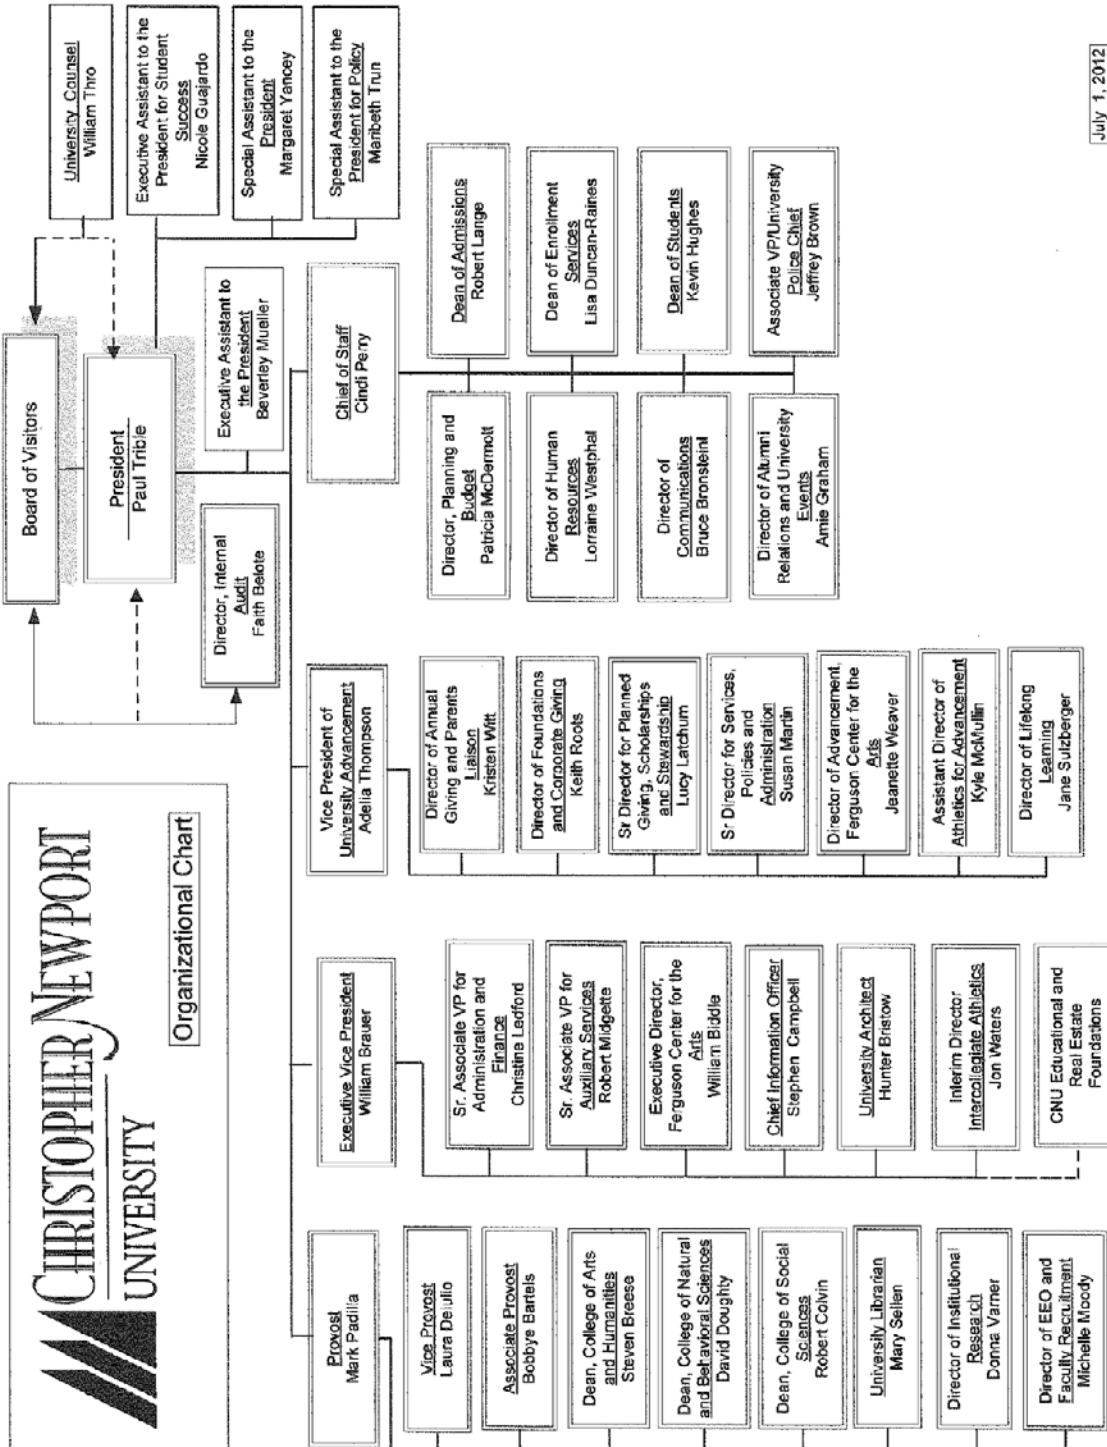 CHRISTOPHER NEWPORT
UNIVERSITY
Organizational Chart
Board of Visitors
President
Paul Trible
University Counsel
William Thro
Executive Assistant to the
President for Student
Success
Nicole Guajardo
Special Assistant to the
President
Margaret Yancey
Special Assistant to the
President for Policy
Maribeth Trun
Director, Internal
Audit
Faith Belote
Executive Assistant to
the President
Beverley Mueller
Provost
Mark Padilla
Vice Provost
Laura Deiulio
Associate Provost
Bobbye Bartels
Dean, College of Arts
and Humanities
Steven Breese
Dean, College of Natural
and Behavioral Sciences
David Doughty
Dean, College of Social
Sciences
Robert Colvin
University Librarian
Mary Sellen
Director of Institutional
Research
Donna Varner
Director of EEO and
Faculty Recruitment
Michelle Moody
Executive Vice President
William Brauer
Sr. Associate VP for
Administration and
Finance
Christine Ledford
Sr. Associate VP for
Auxiliary Services
Robert Midgette
Executive Director,
Ferguson Center for the
Arts
William Biddle
Chief Information Officer
Stephen Campbell
University Architect
Hunter Bristow
Interim Director
Intercollegiate Athletics
Jon Waters
CNU Educational and
Real Estate
Foundations
Vice President of
University Advancement
Adelia Thompson
Director of Annual
Giving and Parents
Liaison
Kristen Witt
Director of Foundations
and Corporate Giving
Keith Roots
Sr Director for Planned
Giving, Scholarships
and Stewardship
Lucy Latchum
Sr Director for Services,
Policies and
Administration
Susan Martin
Director of Advancement,
Ferguson Center for the
Arts
Jeanette Weaver
Assistant Director of
Athletics for Advancement
Kyle McMullin
Director of Lifelong
Learning
Jane Sulzberger
Chief of Staff
Cindi Perry
Director, Planning and
Budget
Patricia McDermott
Dean of Admissions
Robert Lange
Director of Human
Resources
Lorraine Westphal
Dean of Enrollment
Services
Lisa Duncan-Raines
Director of
Communications
Bruce Bronsteinl
Dean of Students
Kevin Hughes
Director of Alumni
Relations and University
Events
Amie Graham
Associate VP/University
Police Chief
Jeffrey Brown
July 1, 2012